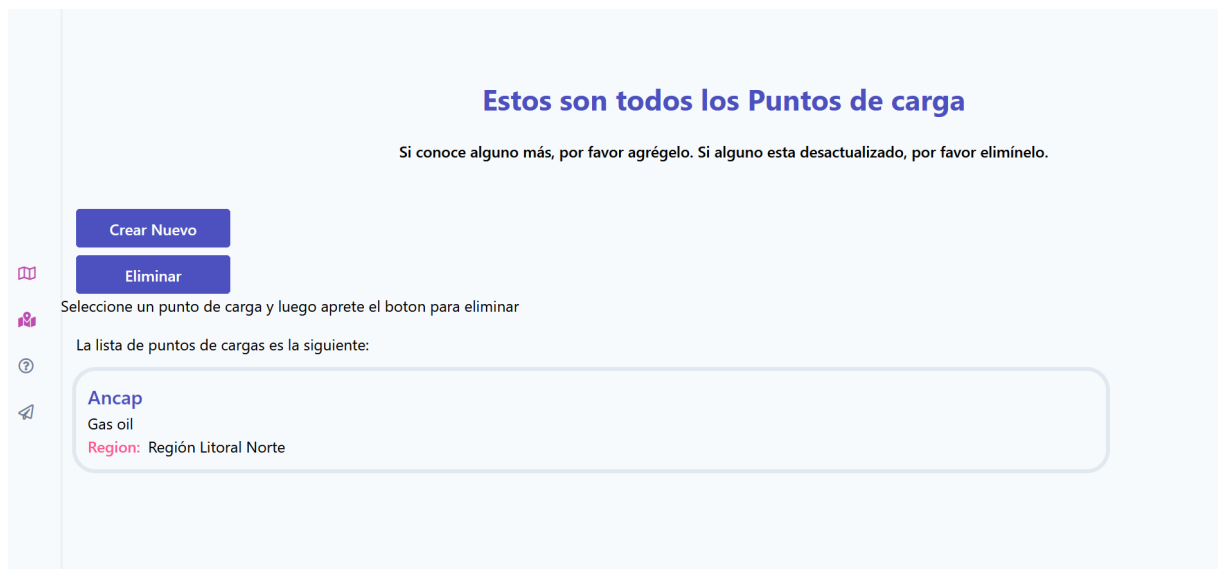 Estos son todos los Puntos de carga
Si conoce alguno más, por favor agrégelo. Si alguno esta desactualizado, por favor elimínelo.
Crear Nuevo
Eliminar
Seleccione un punto de carga y luego aprete el boton para eliminar
La lista de puntos de cargas es la siguiente:
Ancap
Gas oil
Region: Región Litoral Norte